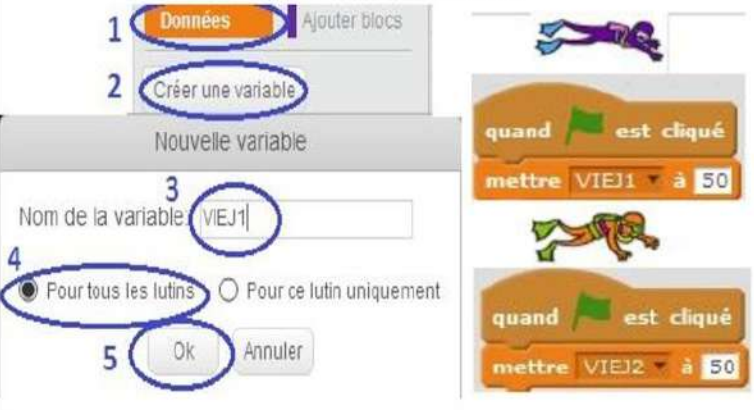 1 Données Ajouter blocs
2 Créer une variable
Nouvelle variable
3
Nom de la variable: VIEJ1
4
Pour tous les lutins Pour ce lutin uniquement
5 Ok Annuler
quand est cliqué
mettre VIEJ1 à 50
quand est cliqué
mettre VIEJ2 à 50